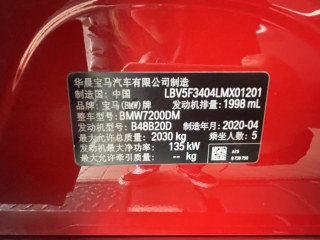 华晨宝马汽车有限公司制造
制造国：中国 LBV5F3404LMX01201
品牌：宝马(BMW)牌 发动机排量：1998 mL
整车型号：BMW7200DM
发动机型号：B48B20D 制造年月：2020-04
最大允许总质量：2030 kg 乘坐人数：5
最大净功率：135 kW
最大允许牵引质量：-- kg